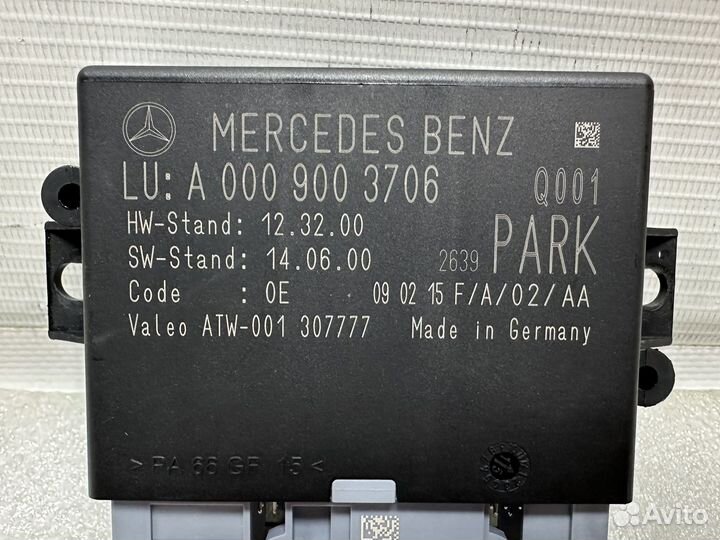 MERCEDES BENZ
LU: A 000 900 3706 Q001
HW-Stand: 12.32.00
SW-Stand: 14.06.00 2639 PARK
Code : 0E 09 02 15 F/A/02/AA
Valeo ATW-001 307777 Made in Germany
> PA 66 GF 15 <
Avito